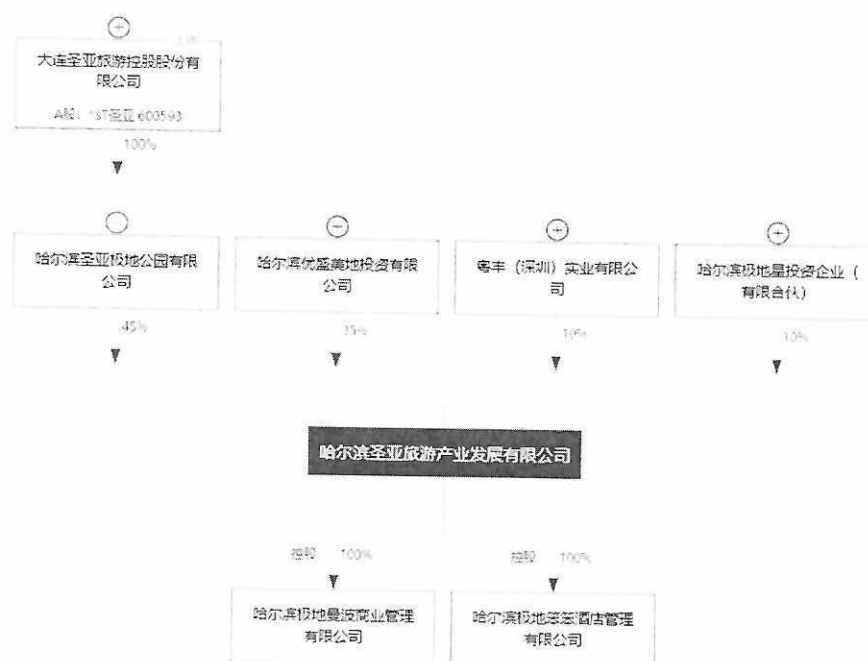 大连圣亚旅游控股股份有
限公司
A股：*ST圣亚 600593
100%
哈尔滨圣亚极地公园有限
公司
哈尔滨优盛美地投资有限
公司
粤丰（深圳）实业有限公
司
哈尔滨极地星投资企业（
有限合伙）
45%
35%
10%
10%
哈尔滨圣亚旅游产业发展有限公司
控股 100%
控股 100%
哈尔滨极地曼波商业管理
有限公司
哈尔滨极地笨笨酒店管理
有限公司